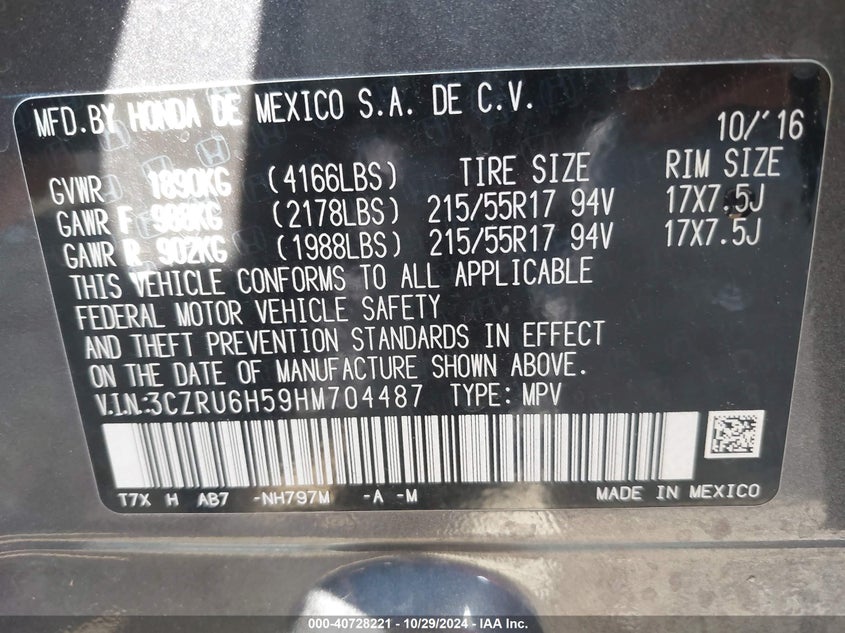 MFD.BY HONDA DE MEXICO S.A. DE C.V.
10/'16
GVWR 1890KG (4166LBS) TIRE SIZE RIM SIZE
GAWR F 988KG (2178LBS) 215/55R17 94V 17X7.5J
GAWR R 902KG (1988LBS) 215/55R17 94V 17X7.5J
THIS VEHICLE CONFORMS TO ALL APPLICABLE
FEDERAL MOTOR VEHICLE SAFETY
AND THEFT PREVENTION STANDARDS IN EFFECT
ON THE DATE OF MANUFACTURE SHOWN ABOVE.
V.I.N.:3CZRU6H59HM704487 TYPE: MPV
T7X H AB7 -NH797M -A -M MADE IN MEXICO
000-40728221 - 10/29/2024 - IAA Inc.